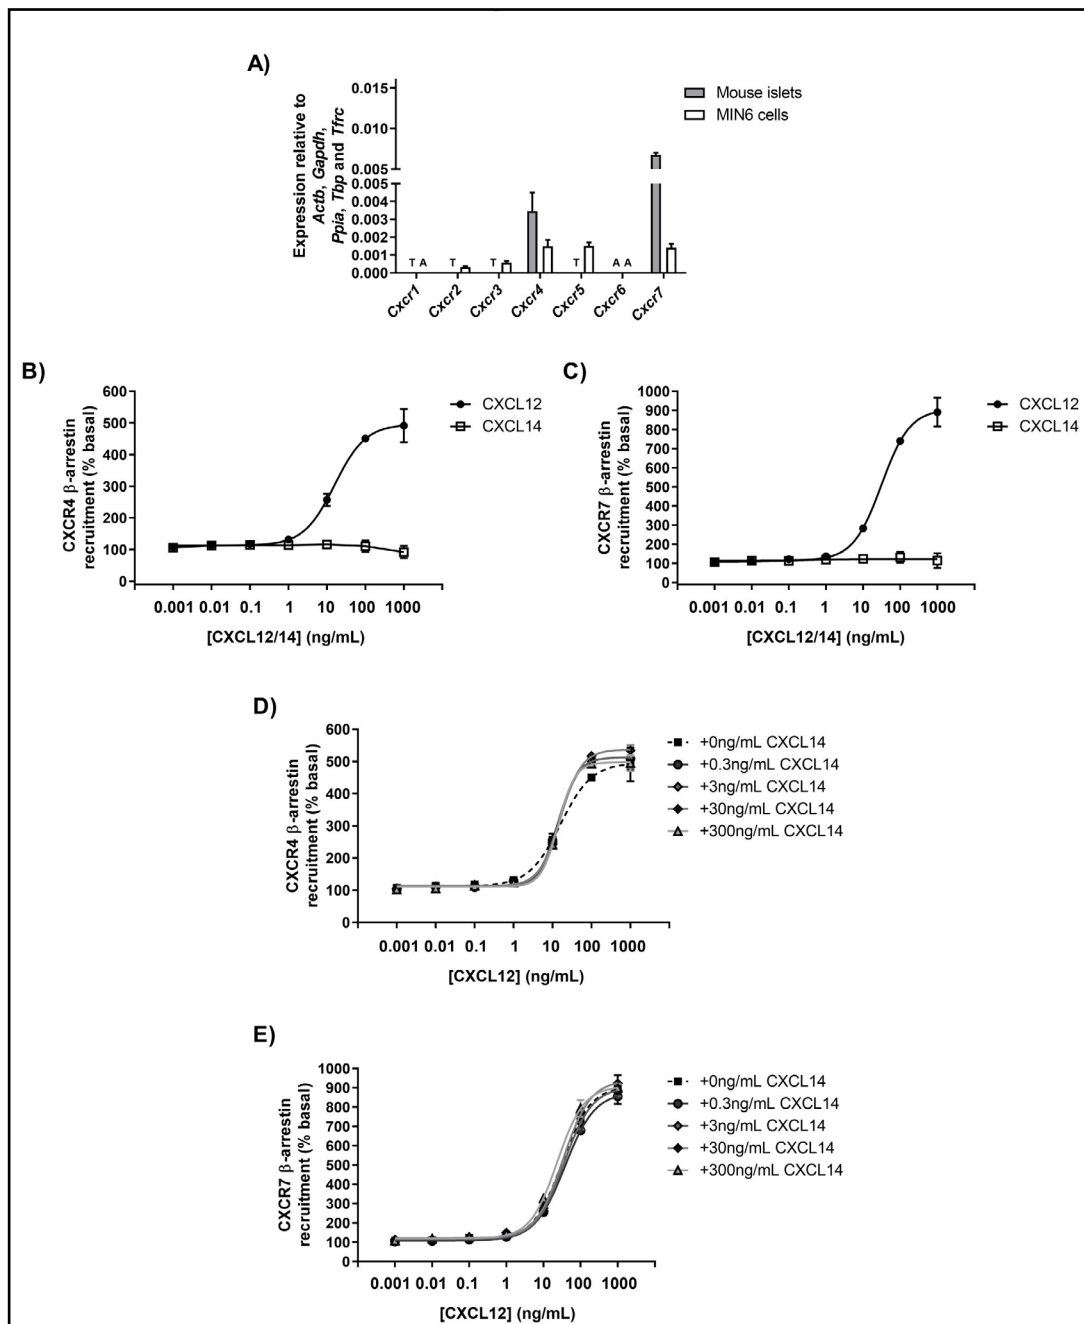 A)
Expression relative to
Actb, Gapdh,
Ppia, Tbp and Tfrc
0.015
0.010
0.005
0.005
0.004
0.003
0.002
0.001
0.000
T A T T T A A
Cxcr1 Cxcr2 Cxcr3 Cxcr4 Cxcr5 Cxcr6 Cxcr7
Mouse islets
MIN6 cells
B)
CXCR4 β-arrestin
recruitment (% basal)
600
500
400
300
200
100
0
0.001 0.01 0.1 1 10 100 1000
[CXCL12/14] (ng/mL)
CXCL12
CXCL14
C)
CXCR7 β-arrestin
recruitment (% basal)
1000
900
800
700
600
500
400
300
200
100
0
0.001 0.01 0.1 1 10 100 1000
[CXCL12/14] (ng/mL)
CXCL12
CXCL14
D)
CXCR4 β-arrestin
recruitment (% basal)
600
500
400
300
200
100
0
0.001 0.01 0.1 1 10 100 1000
[CXCL12] (ng/mL)
+0ng/mL CXCL14
+0.3ng/mL CXCL14
+3ng/mL CXCL14
+30ng/mL CXCL14
+300ng/mL CXCL14
E)
CXCR7 β-arrestin
recruitment (% basal)
1000
900
800
700
600
500
400
300
200
100
0
0.001 0.01 0.1 1 10 100 1000
[CXCL12] (ng/mL)
+0ng/mL CXCL14
+0.3ng/mL CXCL14
+3ng/mL CXCL14
+30ng/mL CXCL14
+300ng/mL CXCL14